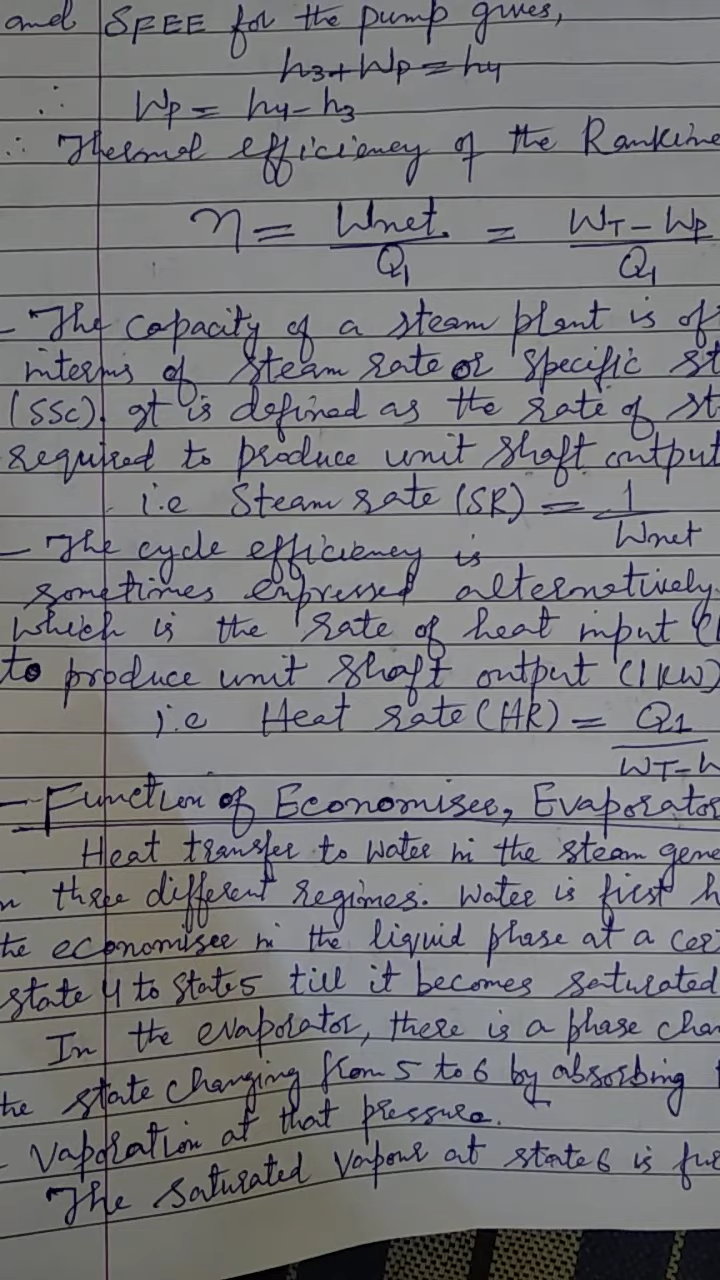 and SFEE for the pump gives,
h3+Wp=h4
∴ Wp = h4-h3
∴ Thermal efficiency of the Rankine
η = Wnet. / Q1 = WT-Wp / Q1
- The capacity of a steam plant is of
interms of steam rate or specific st
(SSC). It is defined as the rate of st
required to produce unit shaft output
i.e Steam rate (SR) = 1 / Wnet
- The cycle efficiency is
sometimes expressed alternatively
which is the rate of heat input (
to produce unit shaft output (1kw)
i.e Heat rate (HR) = Q1 / WT-W
- Function of Economiser, Evaporator
Heat transfer to water in the steam gene
n three different regimes. Water is first h
the economiser in the liquid phase at a cer
state 4 to state 5 till it becomes saturated
In the evaporator, there is a phase cha
the state changing from 5 to 6 by absorbing
- Vaporation at that pressure.
The saturated vapour at state 6 is fur